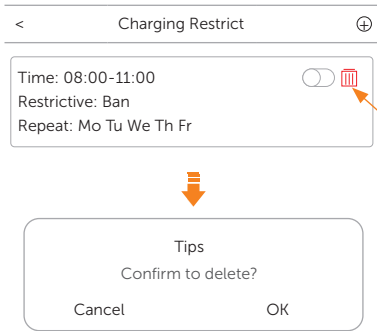 < Charging Restrict
Time: 08:00-11:00
Restrictive: Ban
Repeat: Mo Tu We Th Fr
Tips
Confirm to delete?
Cancel OK